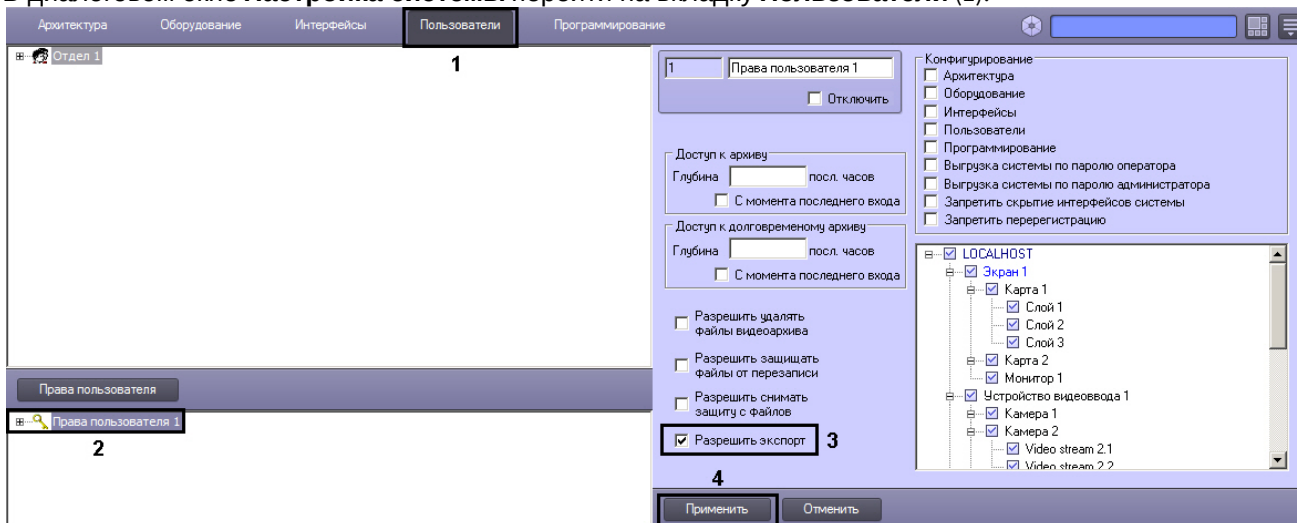 В диалоговом окне Настройка системы перейти на вкладку Пользователи (1).
Архитектура Оборудование Интерфейсы Пользователи Программирование
1
Отдел 1
Права пользователя
Права пользователя 1
2
1 Права пользователя 1
Отключить
Доступ к архиву
Глубина посл. часов
С момента последнего входа
Доступ к долговременому архиву
Глубина посл. часов
С момента последнего входа
Разрешить удалять
файлы видеоархива
Разрешить защищать
файлы от перезаписи
Разрешить снимать
защиту с файлов
Разрешить экспорт 3
4
Применить Отменить
Конфигурирование
Архитектура
Оборудование
Интерфейсы
Пользователи
Программирование
Выгрузка системы по паролю оператора
Выгрузка системы по паролю администратора
Запретить скрытие интерфейсов системы
Запретить перерегистрацию
LOCALHOST
Экран 1
Карта 1
Слой 1
Слой 2
Слой 3
Карта 2
Монитор 1
Устройство видеоввода 1
Камера 1
Камера 2
Video stream 2.1
Video stream 2.2